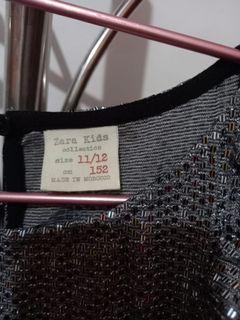 Zara Kids
collection
size 11/12
cm 152
MADE IN MOROCCO